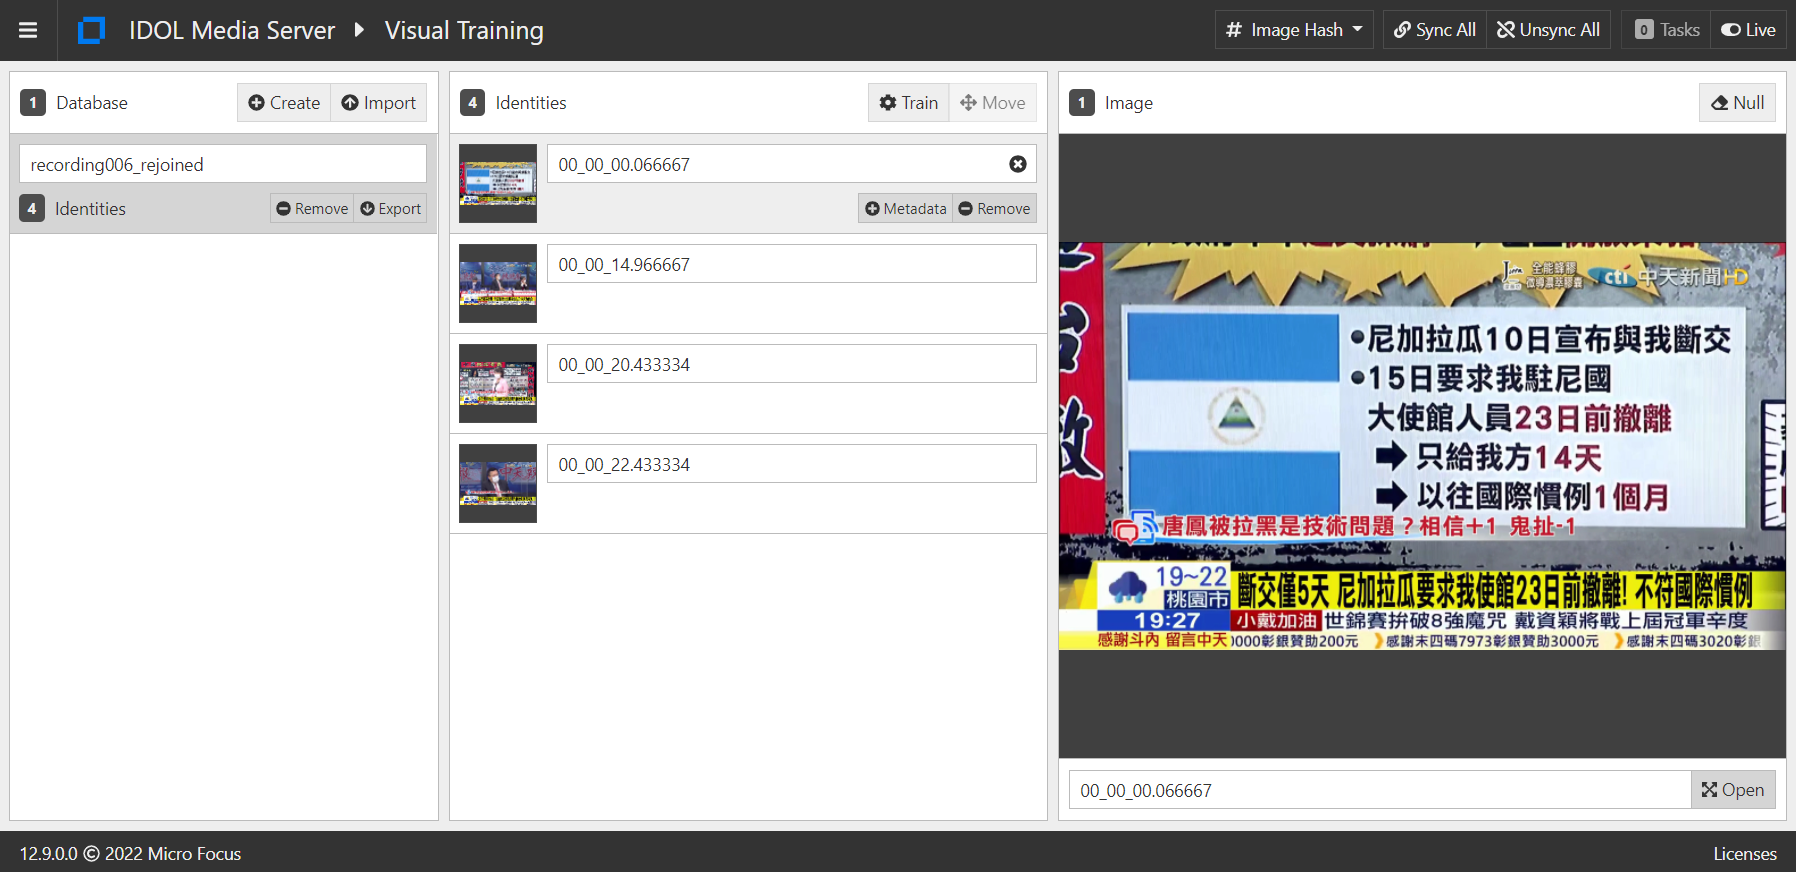 IDOL Media Server
Visual Training
Image Hash
Sync All
Unsync All
0 Tasks
Live
1 Database
Create
Import
recording006_rejoined
4 Identities
Remove
Export
4 Identities
Train
Move
00_00_00.066667
Metadata
Remove
00_00_14.966667
00_00_20.433334
00_00_22.433334
1 Image
Null
全能蜂膠
cti 中天新聞HD
•尼加拉瓜10日宣布與我斷交
•15日要求我駐尼國
大使館人員23日前撤離
只給我方14天
以往國際慣例1個月
唐鳳被拉黑是技術問題？相信+1 鬼扯-1
19~22
桃園市
斷交僅5天 尼加拉瓜要求我使館23日前撤離! 不符國際慣例
19:27
小戴加油 世錦賽拚破8強魔咒 戴資穎將戰上屆冠軍辛度
感謝斗內 留言中天 0000彰銀贊助200元 感謝末四碼7973彰銀贊助3000元 感謝末四碼3020彰銀
00_00_00.066667
Open
12.9.0.0 © 2022 Micro Focus
Licenses